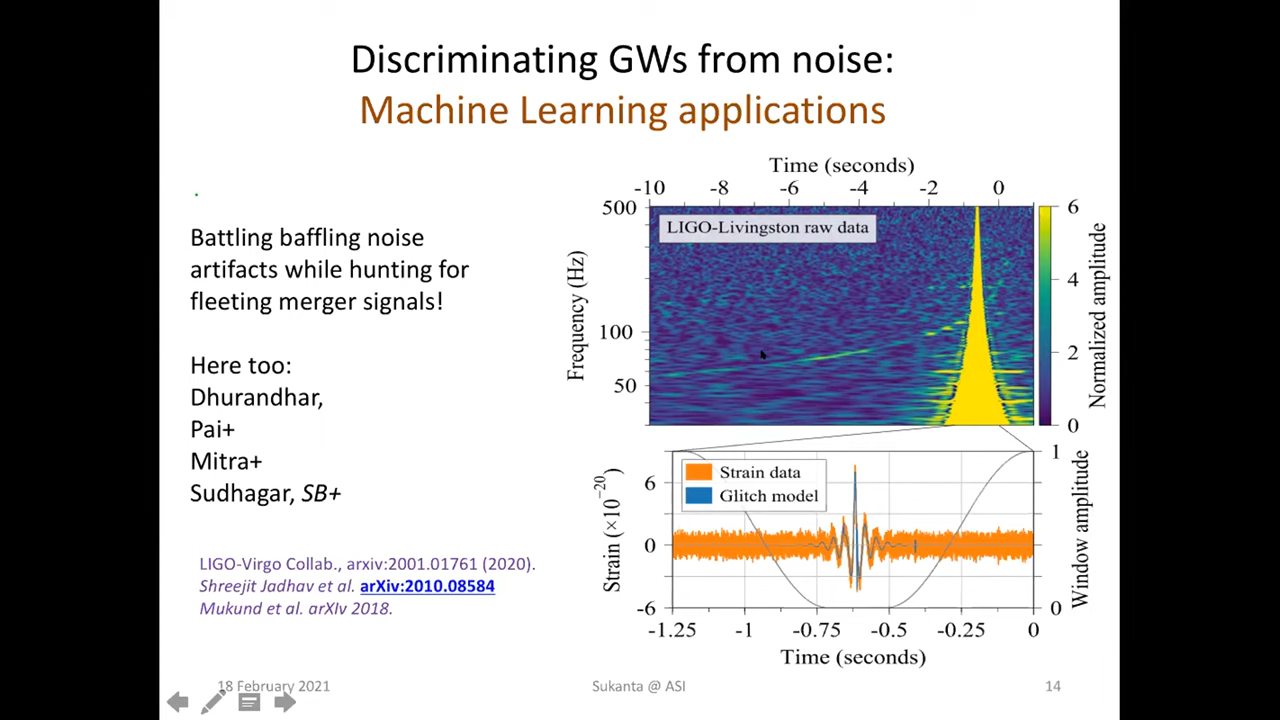 Discriminating GWs from noise:
Machine Learning applications
Battling baffling noise
artifacts while hunting for
fleeting merger signals!
Here too:
Dhurandhar,
Pai+
Mitra+
Sudhagar, SB+
LIGO-Virgo Collab., arxiv:2001.01761 (2020).
Shreejit Jadhav et al. arXiv:2010.08584
Mukund et al. arXIv 2018.
Time (seconds)
-10 -8 -6 -4 -2 0
500
100
50
Frequency (Hz)
LIGO-Livingston raw data
6
4
2
0
Normalized amplitude
Strain data
Glitch model
6
0
-6
Strain (×10⁻²⁰)
1
0
Window amplitude
-1.25 -1 -0.75 -0.5 -0.25 0
Time (seconds)
18 February 2021
Sukanta @ ASI
14